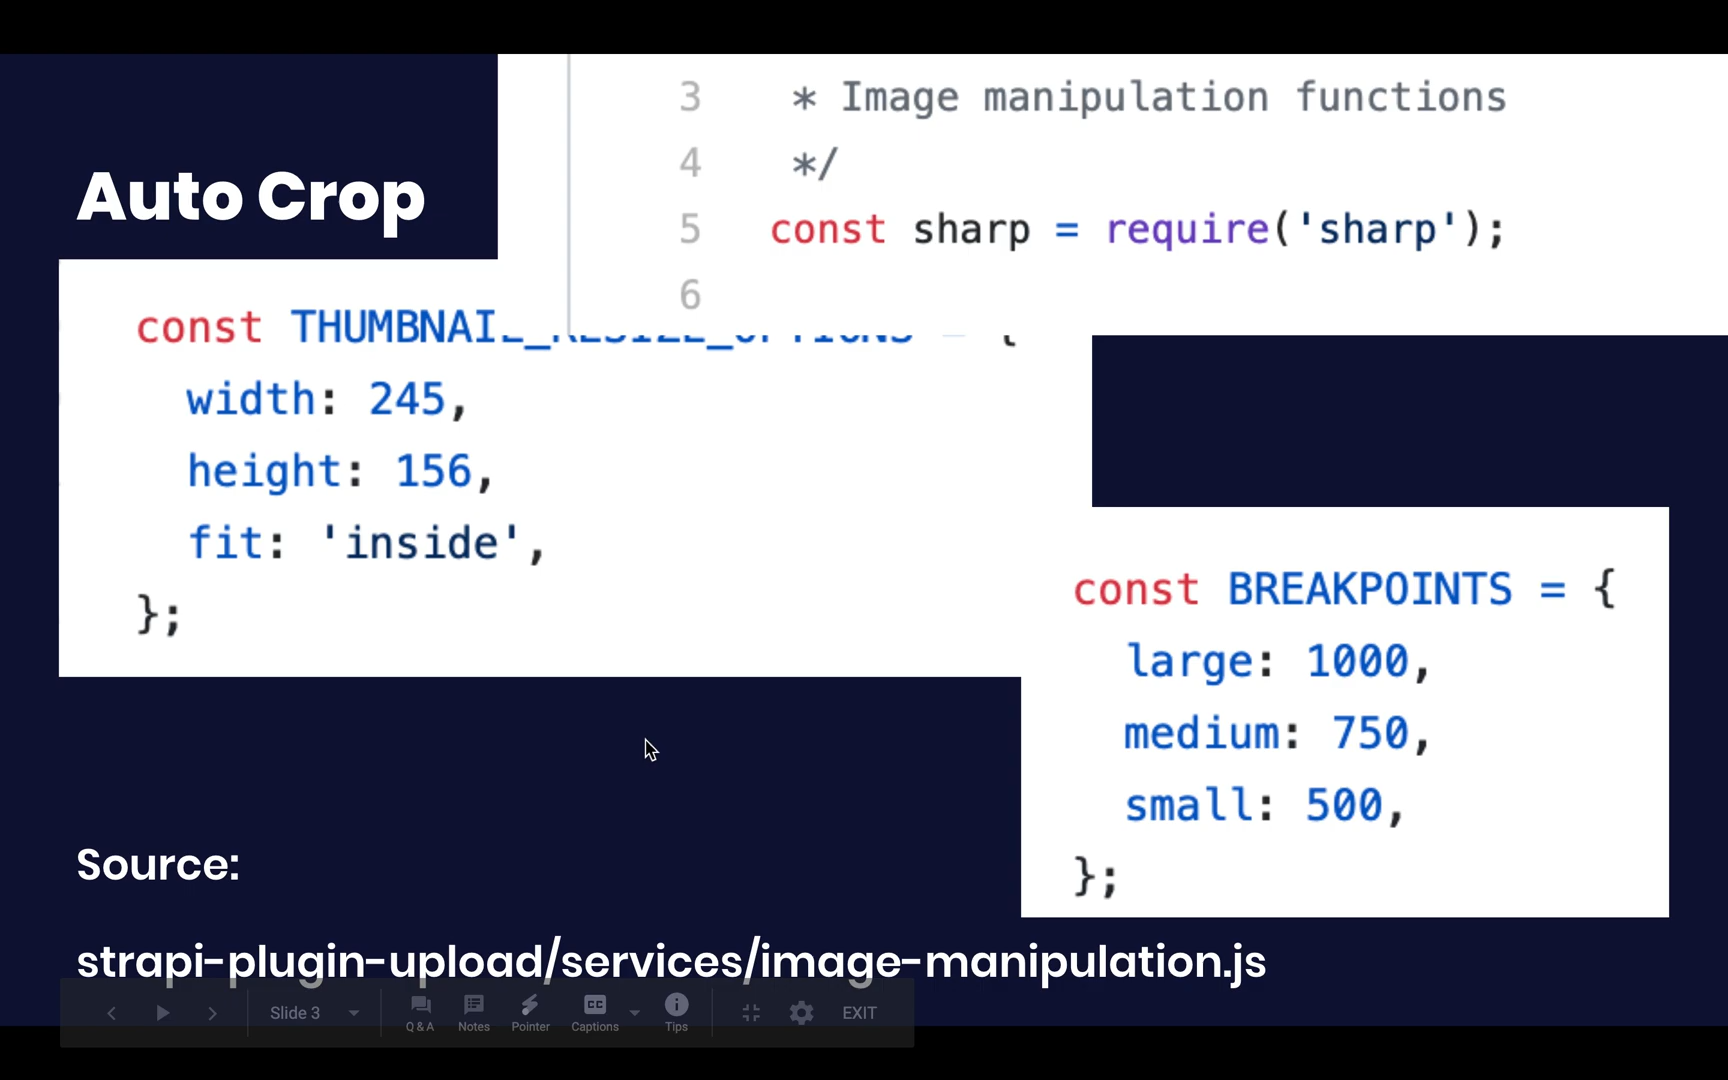 Auto Crop
3 * Image manipulation functions
4 */
5 const sharp = require('sharp');
6
const THUMBNAIL_RESIZE_OPTIONS = {
width: 245,
height: 156,
fit: 'inside',
};
const BREAKPOINTS = {
large: 1000,
medium: 750,
small: 500,
};
Source:
strapi-plugin-upload/services/image-manipulation.js
Slide 3
Q & A
Notes
Pointer
CC
Captions
Tips
EXIT